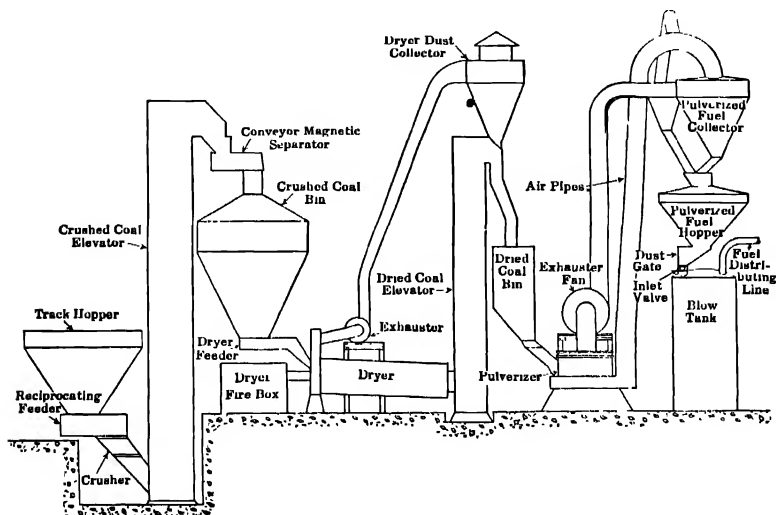 Dryer Dust
Collector
Conveyor Magnetic
Separator
Crushed Coal
Bin
Pulverized
Fuel
Collector
Air Pipes
Crushed Coal
Elevator
Pulverized
Fuel
Hopper
Dried
Coal
Bin
Exhauster
Fan
Dust
Gate
Inlet
Valve
Fuel
Distri-
buting
Line
Dried Coal
Elevator
Track Hopper
Exhauster
Blow
Tank
Dryer
Feeder
Dryer
Fire Box
Dryer
Pulverizer
Reciprocating
Feeder
Crusher